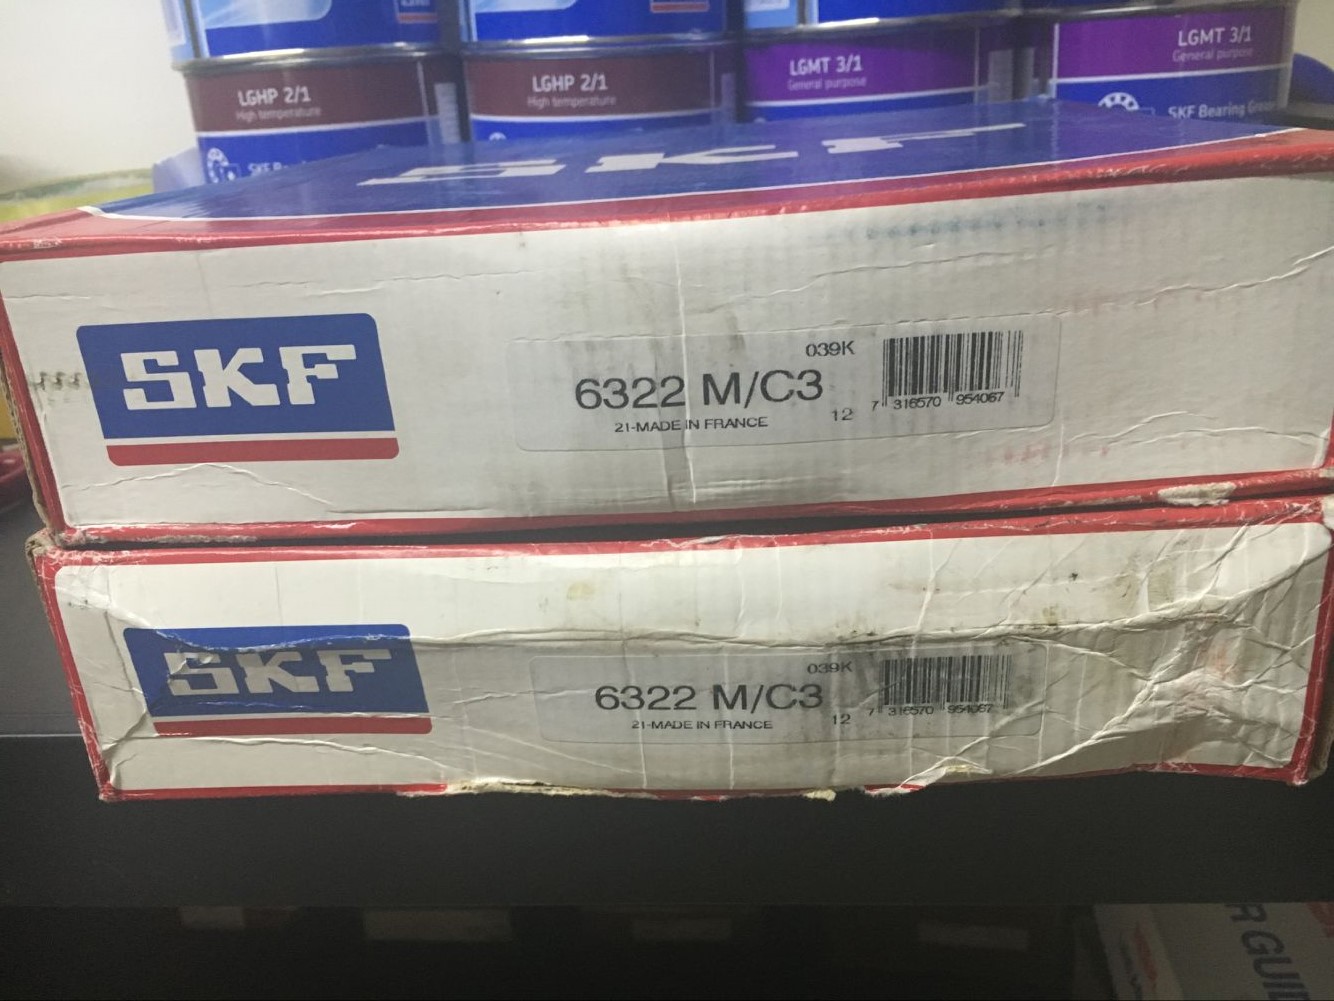 LGHP 2/1
High temperature
LGHP 2/1
High temperature
LGMT 3/1
General purpose
LGMT 3/1
General purpose
SKF Bearing
SKF
SKF
039K
6322 M/C3
21-MADE IN FRANCE
12
7 316570 954067
SKF
039K
6322 M/C3
21-MADE IN FRANCE
12
7 316570 954067
R GUI